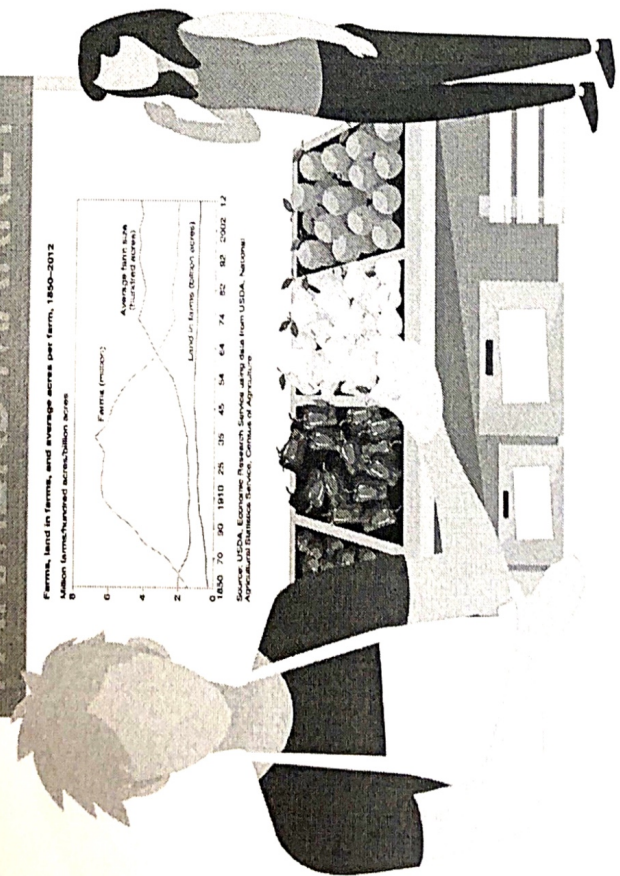 Farms, land in farms, and average acres per farm, 1850–2012
Million farms/hundred acres/billion acres
8
6
4
2
0
Farms (million)
Average farm size
(hundred acres)
Land in farms (billion acres)
1850 70 90 1910 25 35 45 54 64 74 82 92 2002 12
Source: USDA, Economic Research Service using data from USDA, National
Agricultural Statistics Service, Census of Agriculture